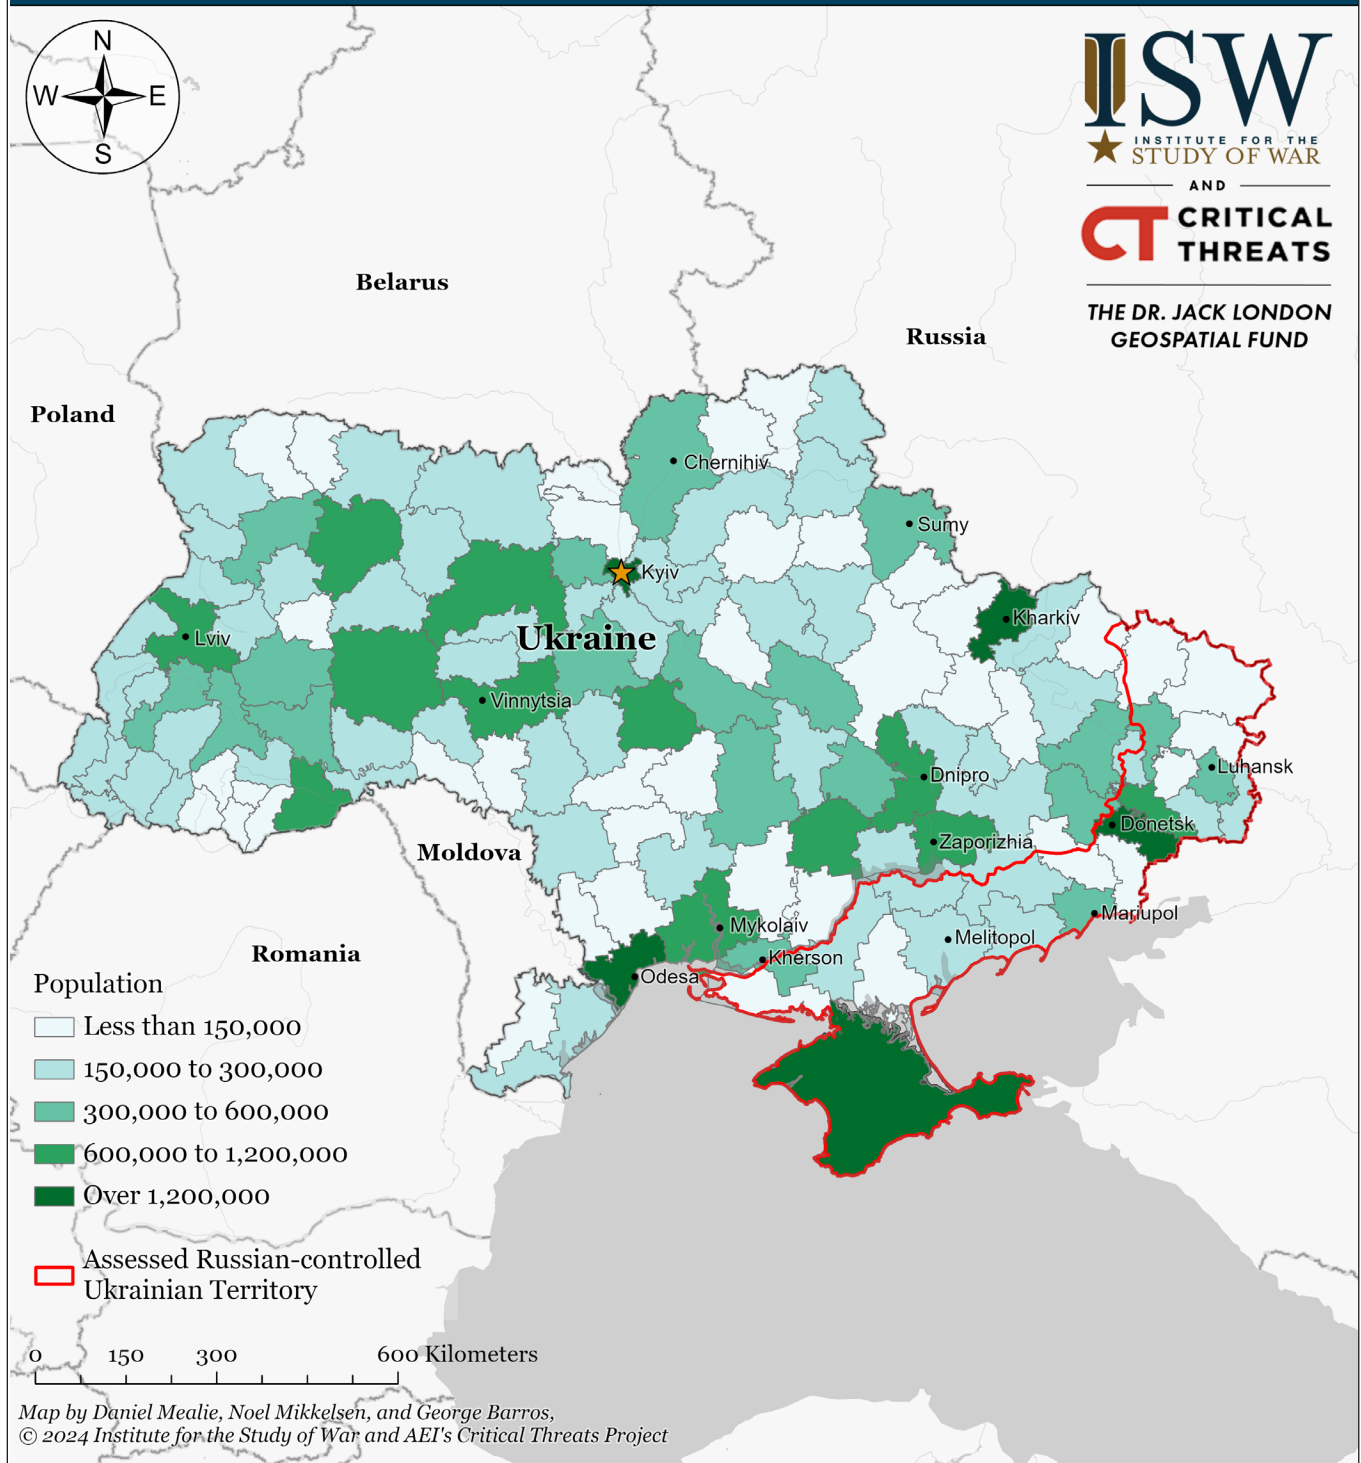 N
W E
S
ISW
INSTITUTE FOR THE
STUDY OF WAR
AND
CT CRITICAL
THREATS
THE DR. JACK LONDON
GEOSPATIAL FUND
Belarus
Russia
Poland
Chernihiv
Sumy
Kyiv
Kharkiv
Lviv
Ukraine
Vinnytsia
Luhansk
Dnipro
Donetsk
Zaporizhia
Moldova
Mariupol
Mykolaiv
Melitopol
Romania
Kherson
Odesa
Population
Less than 150,000
150,000 to 300,000
300,000 to 600,000
600,000 to 1,200,000
Over 1,200,000
Assessed Russian-controlled
Ukrainian Territory
0 150 300 600 Kilometers
Map by Daniel Mealie, Noel Mikkelsen, and George Barros,
© 2024 Institute for the Study of War and AEI's Critical Threats Project